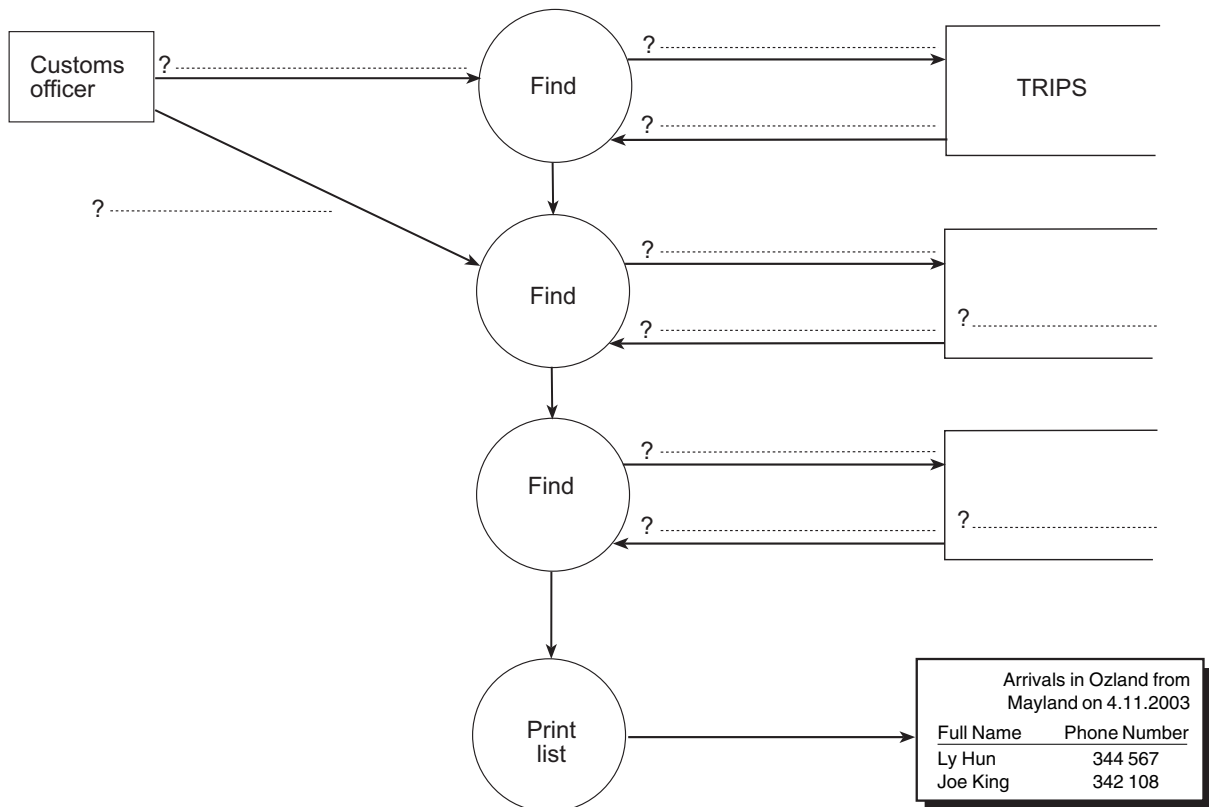 Customs
officer
? 
Find
?
?
TRIPS
?
Find
?
?
?
Find
?
?
?
Print
list
Arrivals in Ozland from
Mayland on 4.11.2003
Full Name Phone Number
Ly Hun 344 567
Joe King 342 108